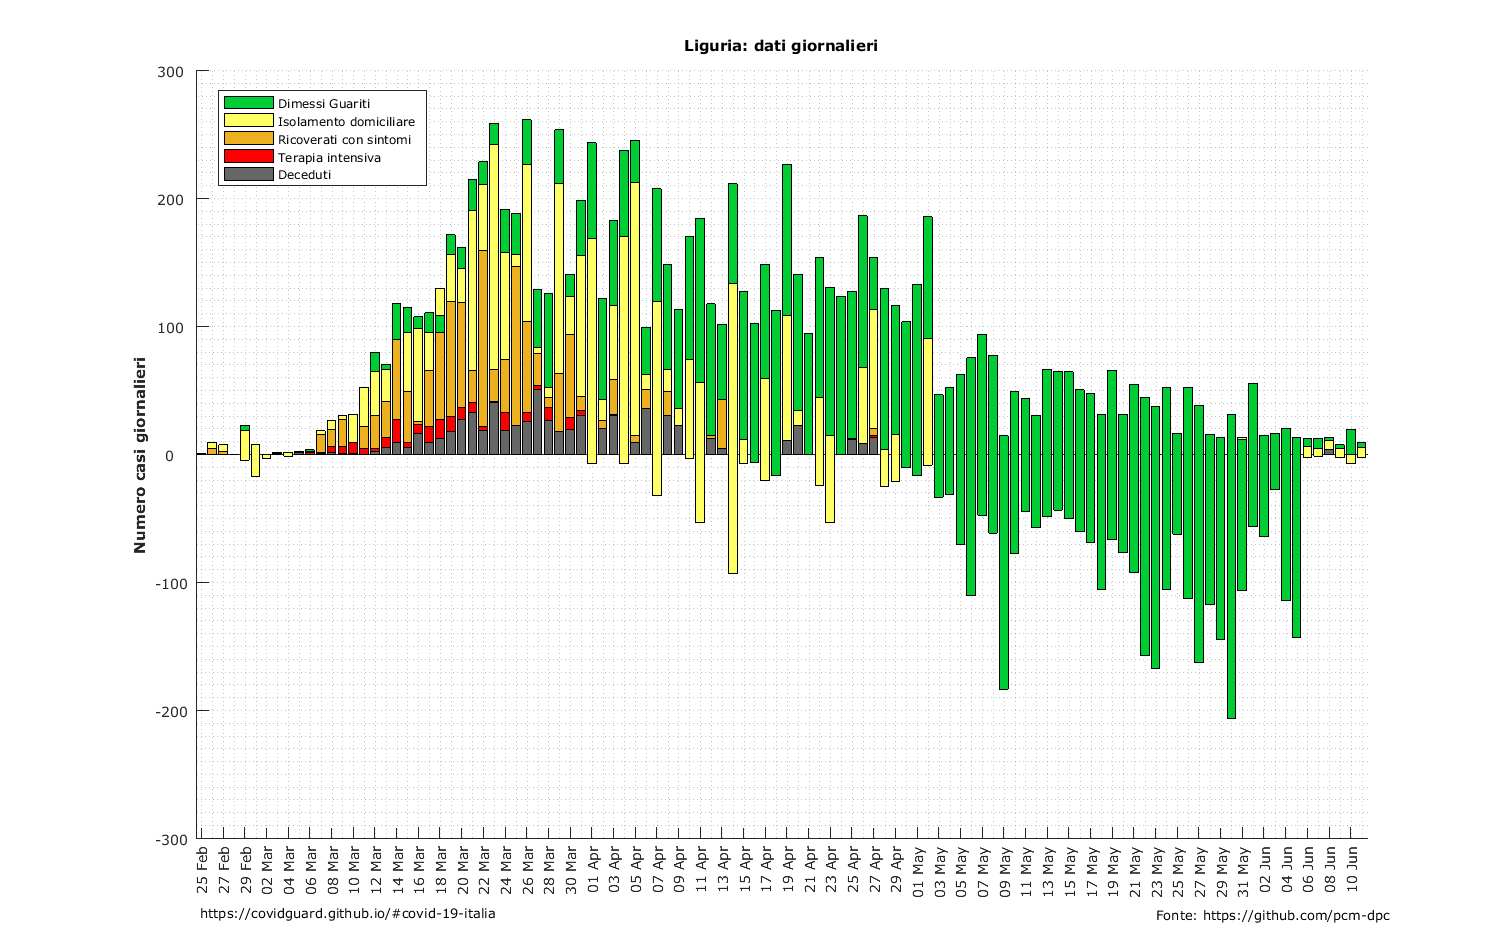 Liguria: dati giornalieri
300
200
100
0
-100
-200
-300
Numero casi giornalieri
Dimessi Guariti
Isolamento domiciliare
Ricoverati con sintomi
Terapia intensiva
Deceduti
25 Feb
27 Feb
29 Feb
02 Mar
04 Mar
06 Mar
08 Mar
10 Mar
12 Mar
14 Mar
16 Mar
18 Mar
20 Mar
22 Mar
24 Mar
26 Mar
28 Mar
30 Mar
01 Apr
03 Apr
05 Apr
07 Apr
09 Apr
11 Apr
13 Apr
15 Apr
17 Apr
19 Apr
21 Apr
23 Apr
25 Apr
27 Apr
29 Apr
01 May
03 May
05 May
07 May
09 May
11 May
13 May
15 May
17 May
19 May
21 May
23 May
25 May
27 May
29 May
31 May
02 Jun
04 Jun
06 Jun
08 Jun
10 Jun
https://covidguard.github.io/#covid-19-italia
Fonte: https://github.com/pcm-dpc